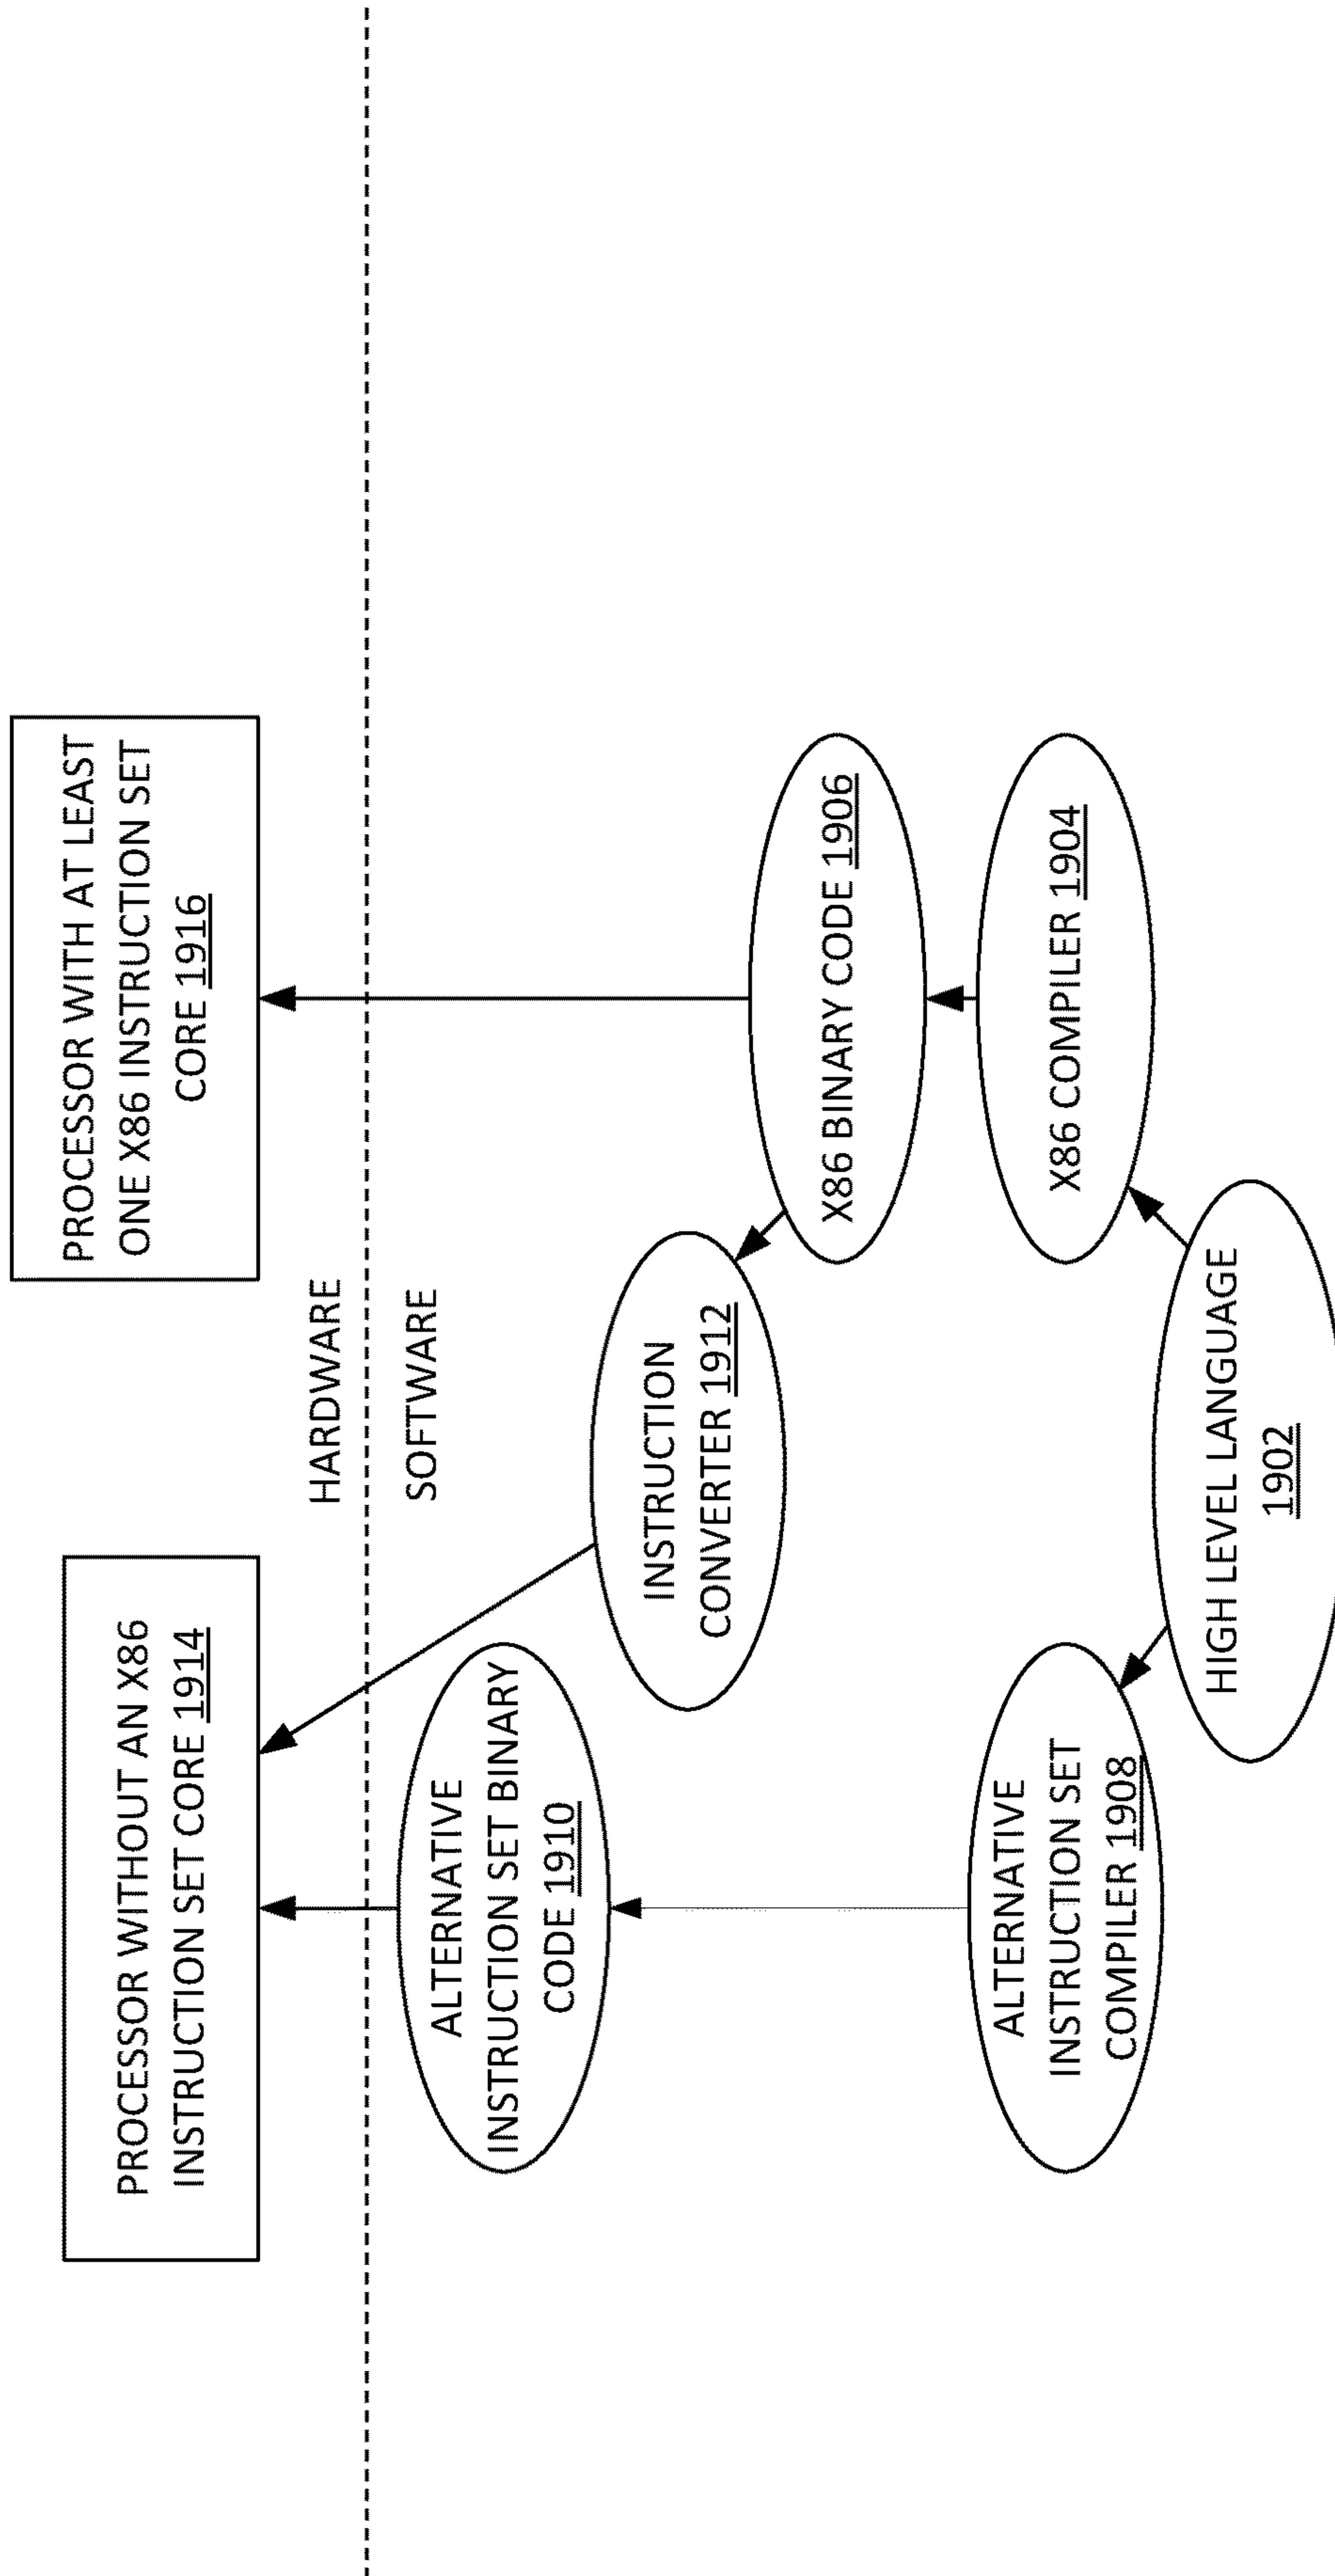 PROCESSOR WITHOUT AN X86
INSTRUCTION SET CORE 1914
PROCESSOR WITH AT LEAST
ONE X86 INSTRUCTION SET
CORE 1916
HARDWARE
SOFTWARE
ALTERNATIVE
INSTRUCTION SET BINARY
CODE 1910
INSTRUCTION
CONVERTER 1912
X86 BINARY CODE 1906
ALTERNATIVE
INSTRUCTION SET
COMPILER 1908
X86 COMPILER 1904
HIGH LEVEL LANGUAGE
1902